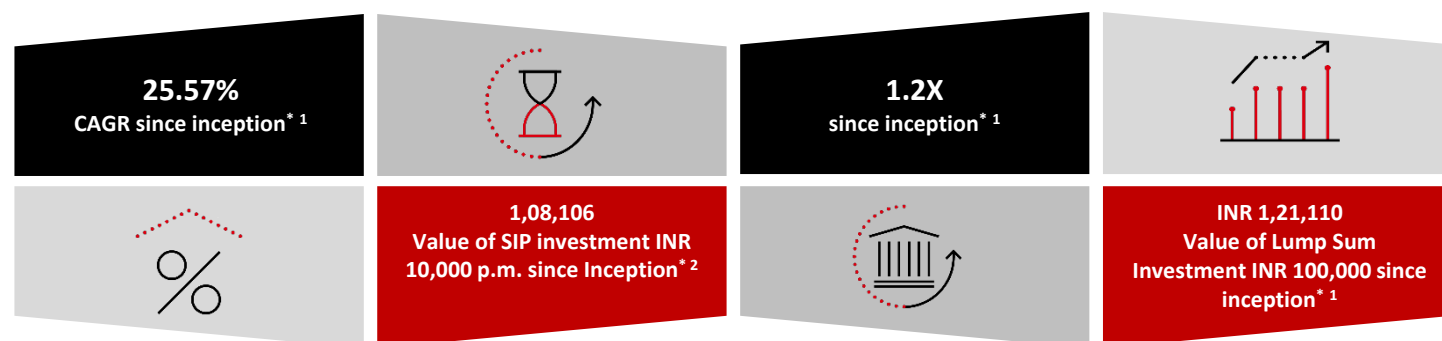 25.57%
CAGR since inception* 1
1.2X
since inception* 1
1,08,106
Value of SIP investment INR
10,000 p.m. since Inception* 2
INR 1,21,110
Value of Lump Sum
Investment INR 100,000 since
inception* 1